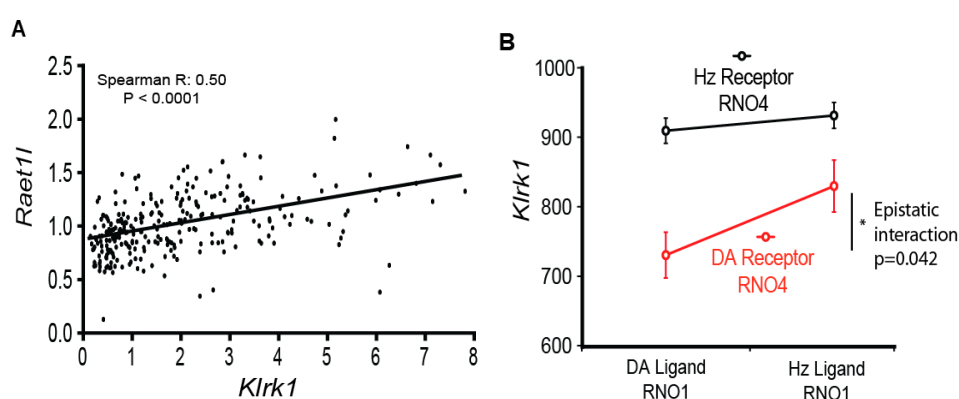 A
Spearman R: 0.50
P < 0.0001
Raet1l
2.5
2.0
1.5
1.0
0.5
0.0
0 1 2 3 4 5 6 7 8
Klrk1
B
Klrk1
1000
900
800
700
600
Hz Receptor
RNO4
DA Receptor
RNO4
* Epistatic
interaction
p=0.042
DA Ligand Hz Ligand
RNO1 RNO1